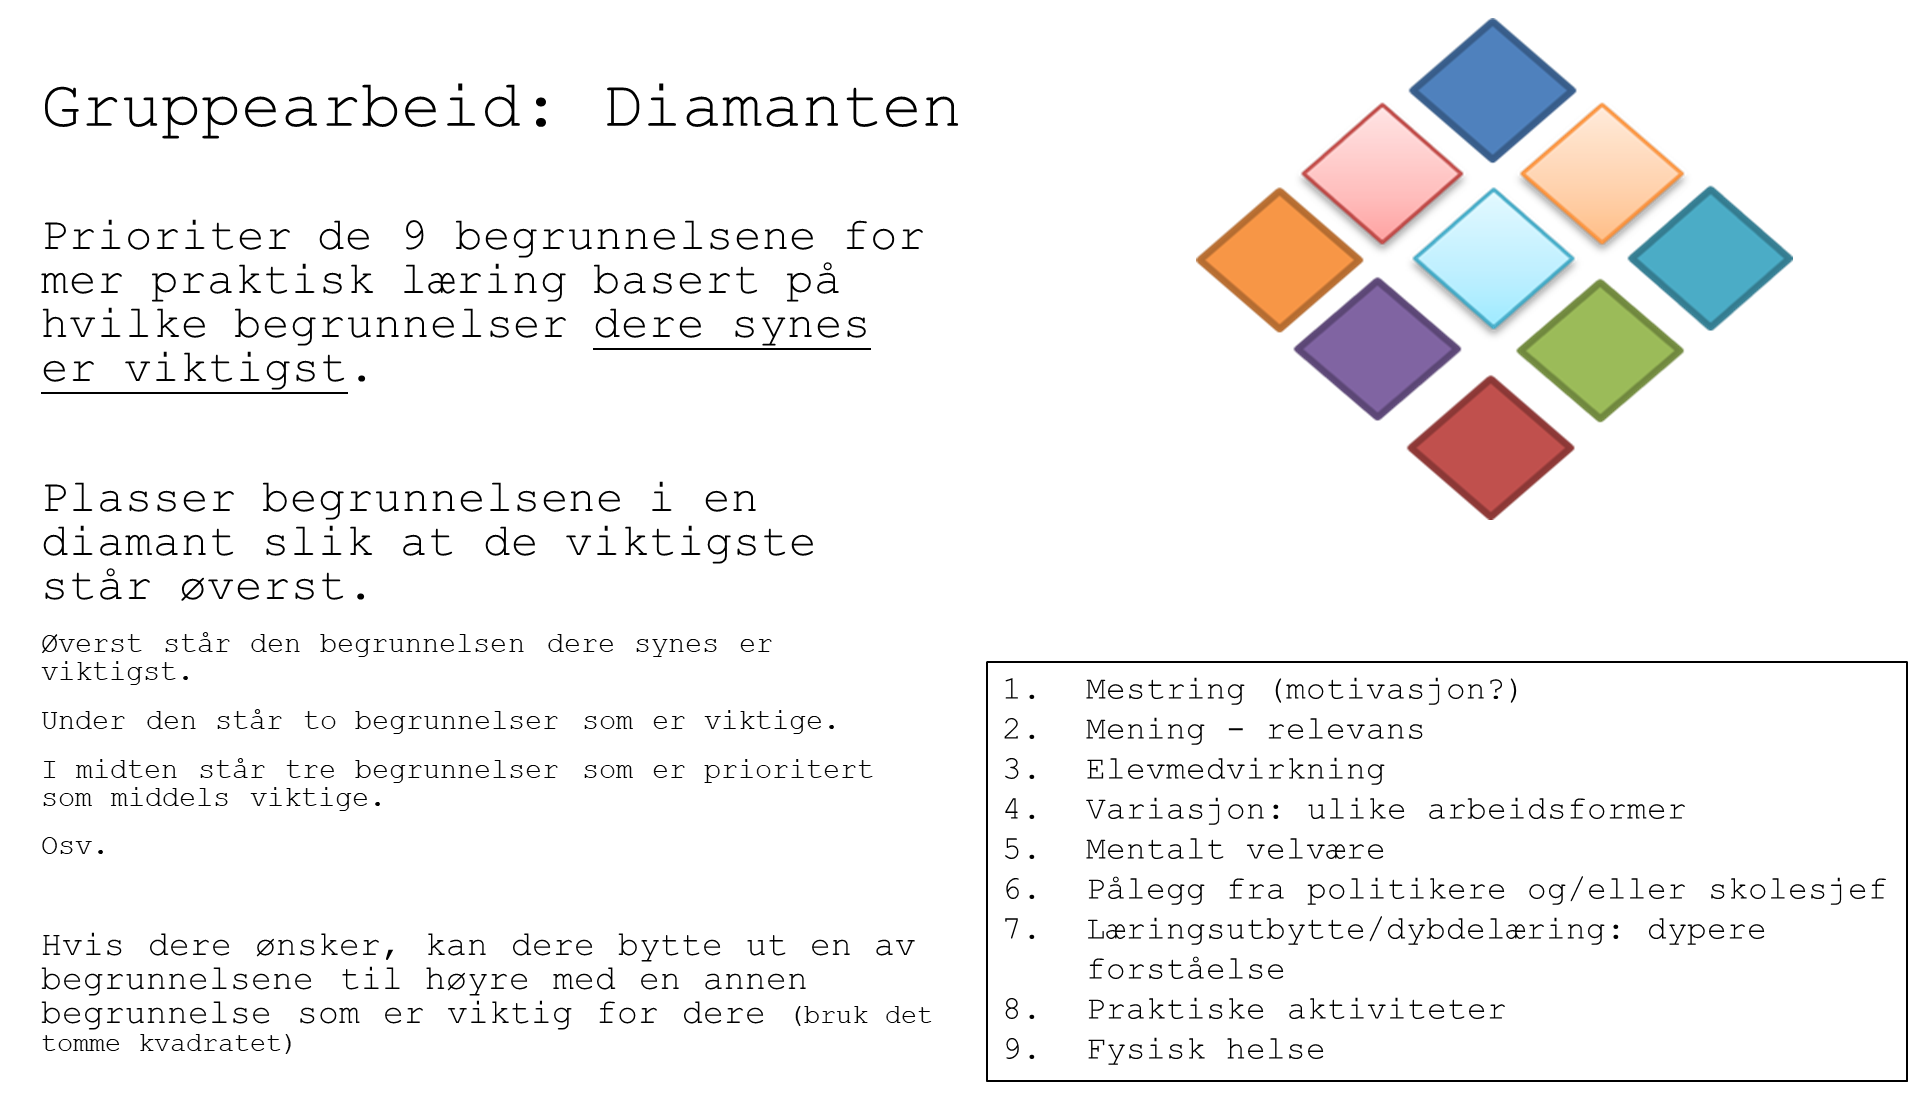 Gruppearbeid: Diamanten
Prioriter de 9 begrunnelsene for
mer praktisk læring basert på
hvilke begrunnelser dere synes
er viktigst.
Plasser begrunnelsene i en
diamant slik at de viktigste
står øverst.
Øverst står den begrunnelsen dere synes er
viktigst.
Under den står to begrunnelser som er viktige.
I midten står tre begrunnelser som er prioritert
som middels viktige.
Osv.
Hvis dere ønsker, kan dere bytte ut en av
begrunnelsene til høyre med en annen
begrunnelse som er viktig for dere (bruk det
tomme kvadratet)
1. Mestring (motivasjon?)
2. Mening - relevans
3. Elevmedvirkning
4. Variasjon: ulike arbeidsformer
5. Mentalt velvære
6. Pålegg fra politikere og/eller skolesjef
7. Læringsutbytte/dybdelæring: dypere
forståelse
8. Praktiske aktiviteter
9. Fysisk helse